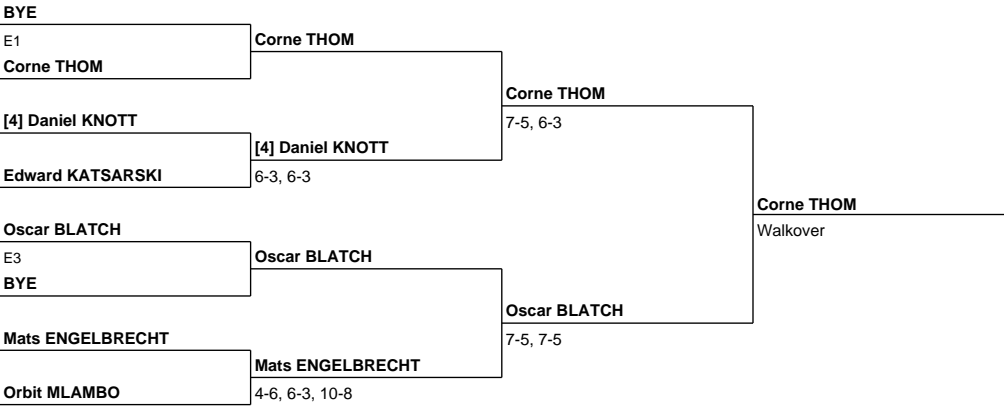 BYE
E1
Corne THOM
Corne THOM
[4] Daniel KNOTT
Edward KATSARSKI
[4] Daniel KNOTT
6-3, 6-3
Corne THOM
7-5, 6-3
Oscar BLATCH
E3
BYE
Oscar BLATCH
Mats ENGELBRECHT
Orbit MLAMBO
Mats ENGELBRECHT
4-6, 6-3, 10-8
Oscar BLATCH
7-5, 7-5
Corne THOM
Walkover